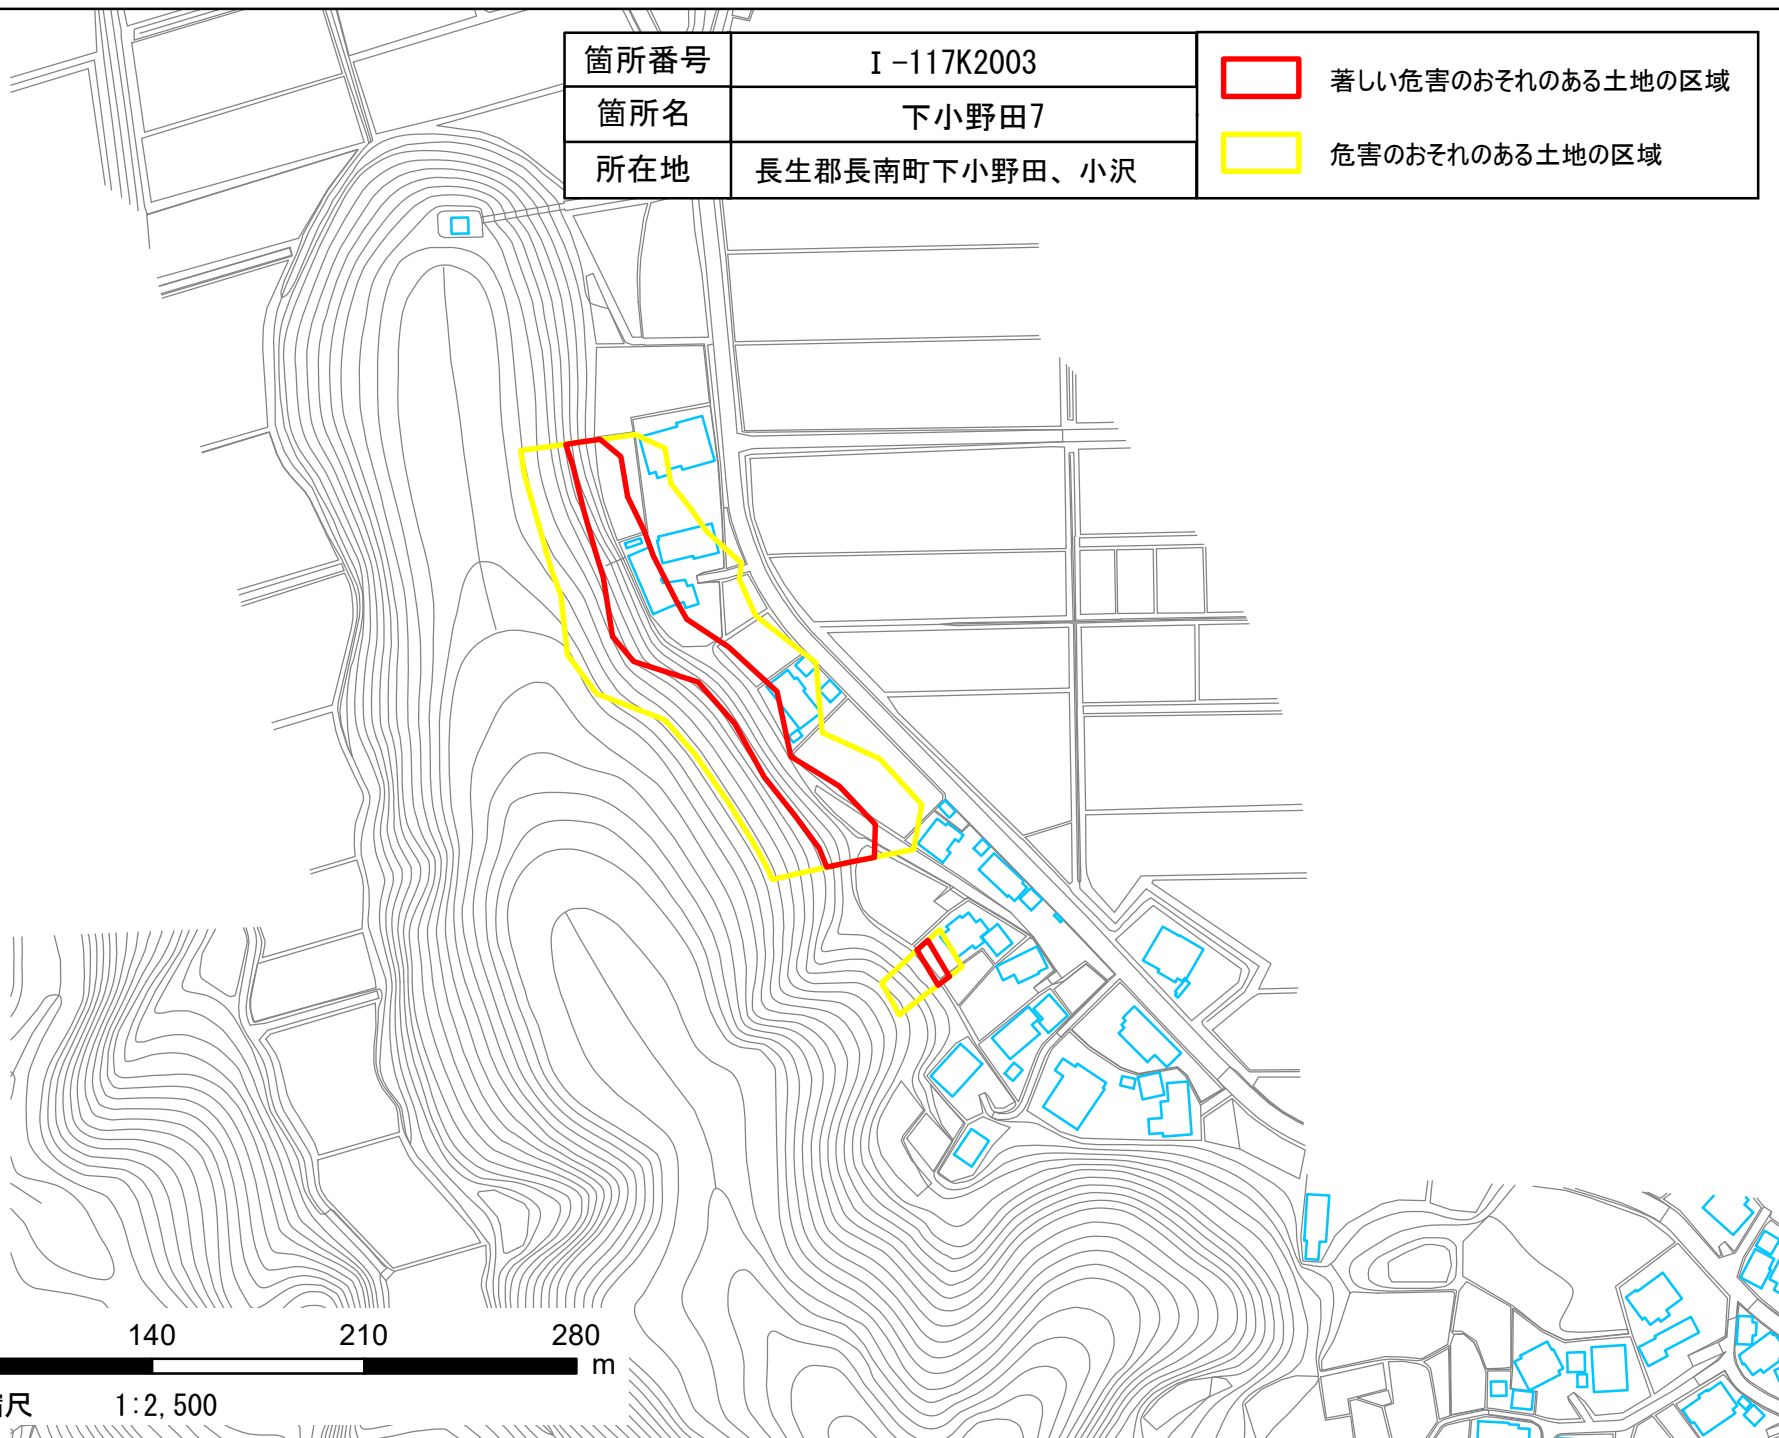 箇所番号 Ⅰ-117K2003
箇所名 下小野田7
所在地 長生郡長南町下小野田、小沢
著しい危害のおそれのある土地の区域
危害のおそれのある土地の区域
140 210 280
m
尺 1:2,500